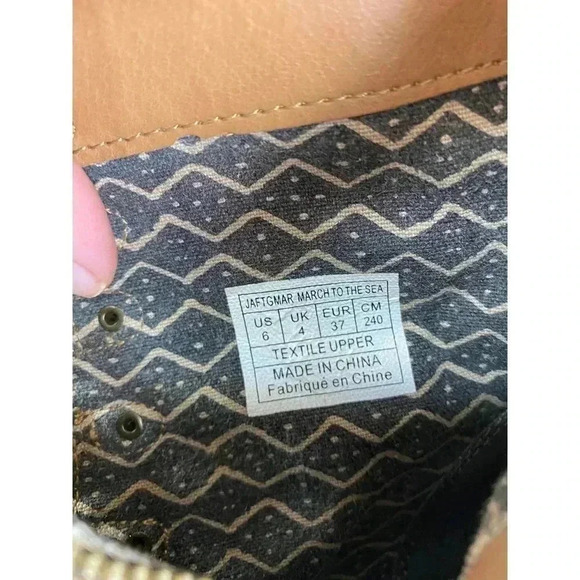 JAFTGMAR MARCH TO THE SEA
US UK EUR CM
6 4 37 240
TEXTILE UPPER
MADE IN CHINA
Fabriqué en Chine